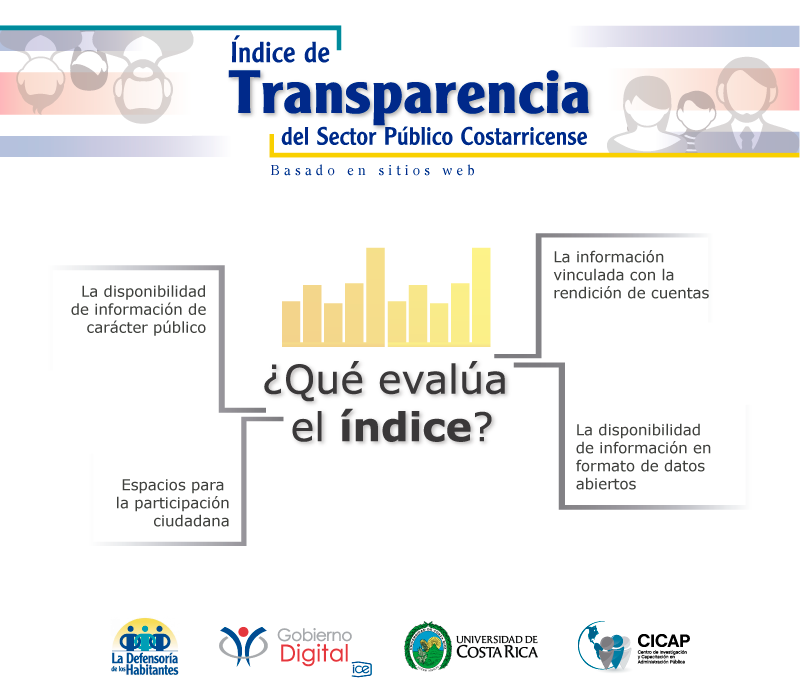 Índice de
Transparencia
del Sector Público Costarricense
Basado en sitios web
La disponibilidad
de información de
carácter público
La información
vinculada con la
rendición de cuentas
¿Qué evalúa
el índice?
La disponibilidad
de información en
formato de datos
abiertos
Espacios para
la participación
ciudadana
La Defensoría
de los Habitantes
Gobierno
Digital
ice
UNIVERSIDAD DE
COSTA RICA
CICAP
Centro de Investigación
y Capacitación en
Administración Pública